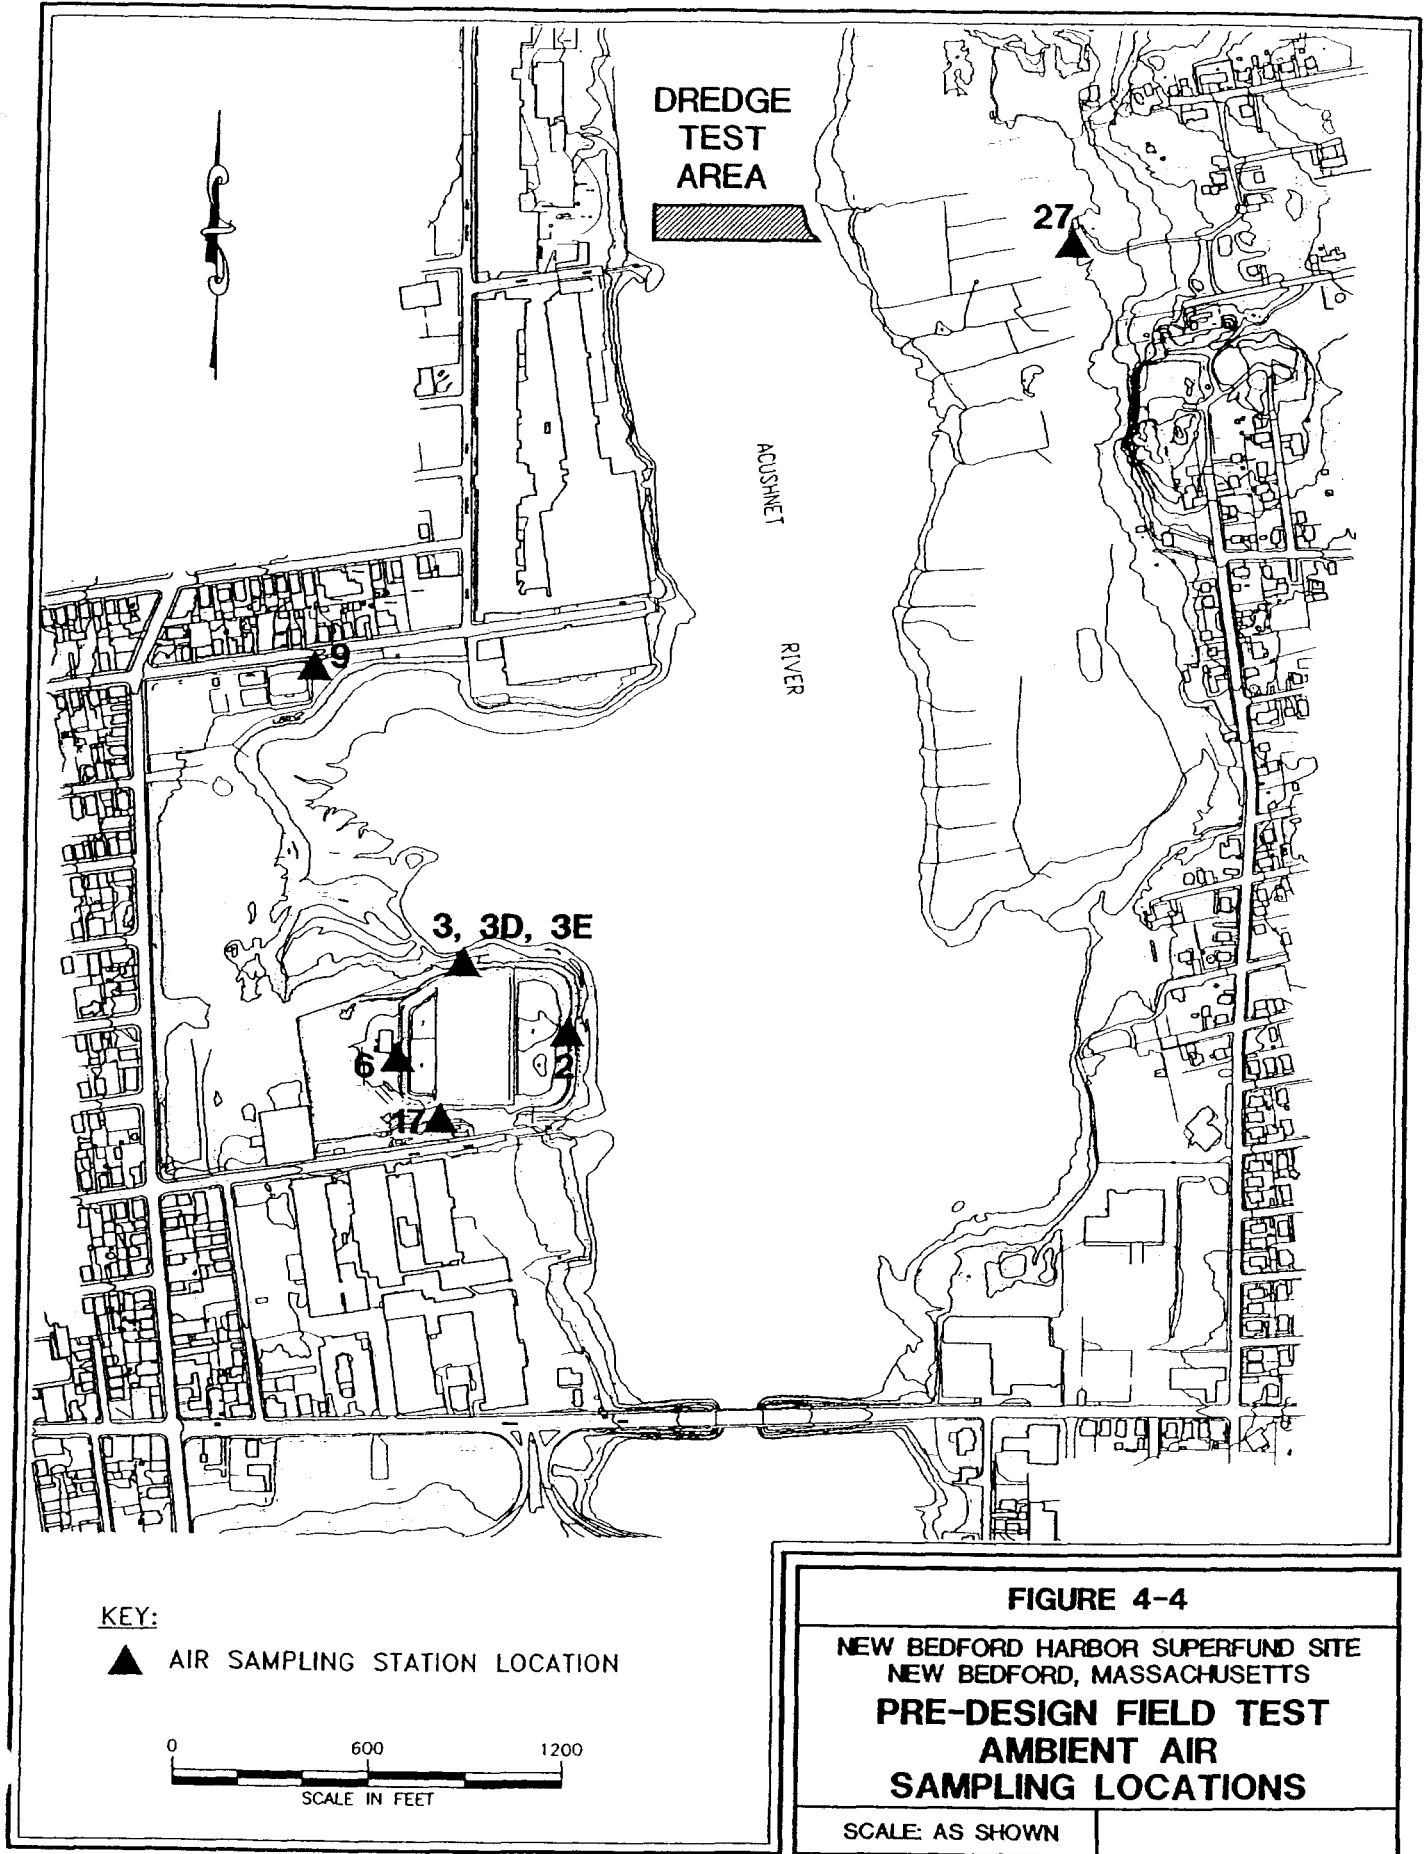 DREDGE
TEST
AREA
27
ACUSHNET
RIVER
9
3, 3D, 3E
6
2
17
KEY:
AIR SAMPLING STATION LOCATION
0 600 1200
SCALE IN FEET
FIGURE 4-4
NEW BEDFORD HARBOR SUPERFUND SITE
NEW BEDFORD, MASSACHUSETTS
PRE-DESIGN FIELD TEST
AMBIENT AIR
SAMPLING LOCATIONS
SCALE: AS SHOWN